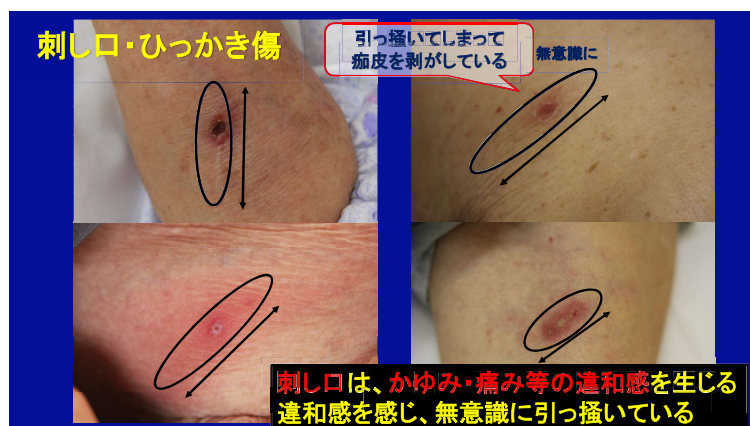 刺し口・ひっかき傷
引っ掻いてしまって
痂皮を剥がしている
無意識に
刺し口は、かゆみ・痛み等の違和感を生じる
違和感を感じ、無意識に引っ掻いている